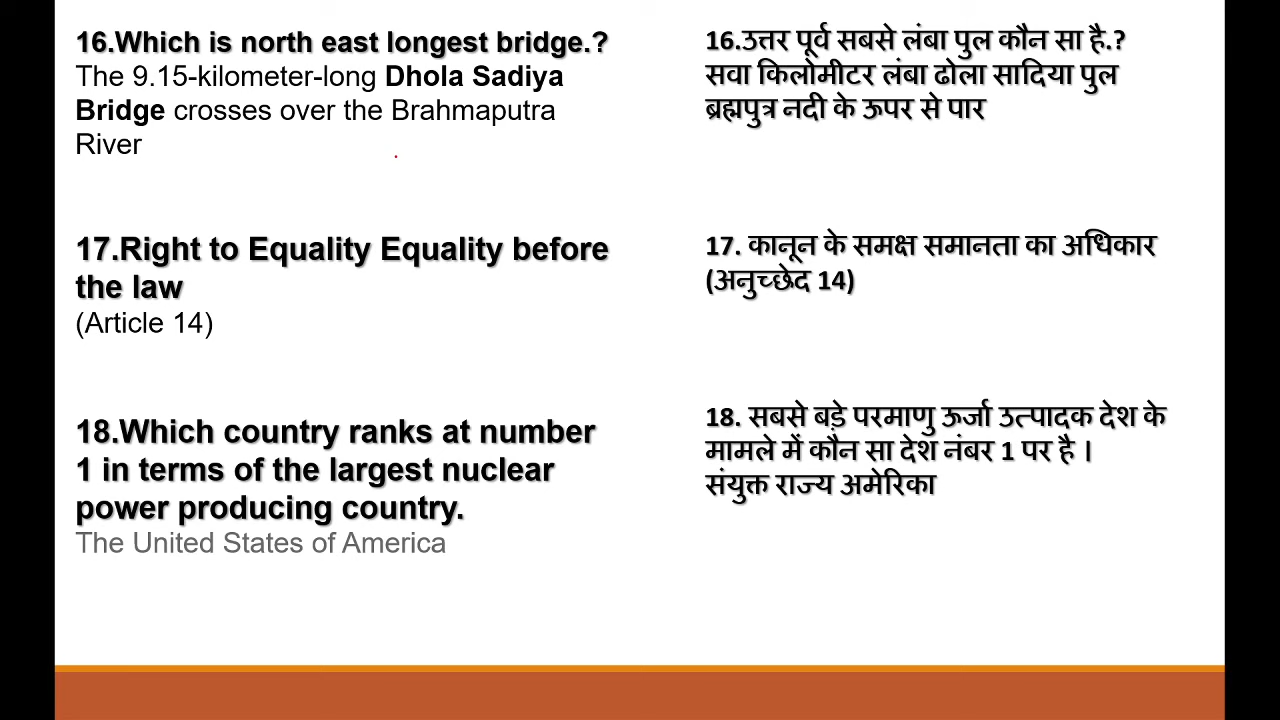 16.Which is north east longest bridge.?
The 9.15-kilometer-long Dhola Sadiya
Bridge crosses over the Brahmaputra
River
17.Right to Equality Equality before
the law
(Article 14)
18.Which country ranks at number
1 in terms of the largest nuclear
power producing country.
The United States of America
16.उत्तर पूर्व सबसे लंबा पुल कौन सा है.?
सवा किलोमीटर लंबा ढोला सादिया पुल
ब्रह्मपुत्र नदी के ऊपर से पार
17. कानून के समक्ष समानता का अधिकार
(अनुच्छेद 14)
18. सबसे बड़े परमाणु ऊर्जा उत्पादक देश के
मामले में कौन सा देश नंबर 1 पर है ।
संयुक्त राज्य अमेरिका